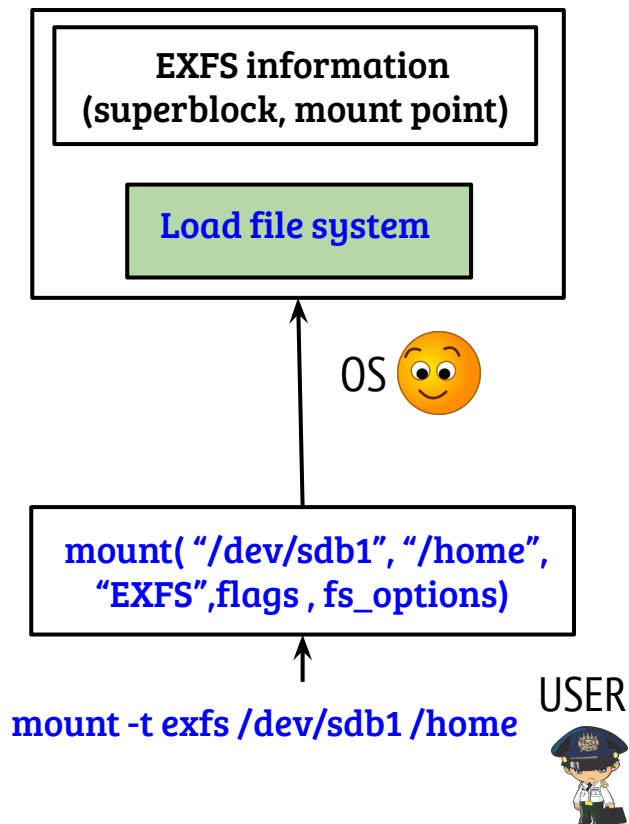 EXFS information
(superblock, mount point)
Load file system
OS
mount( “/dev/sdb1”, “/home”,
“EXFS”,flags , fs_options)
USER
mount -t exfs /dev/sdb1 /home